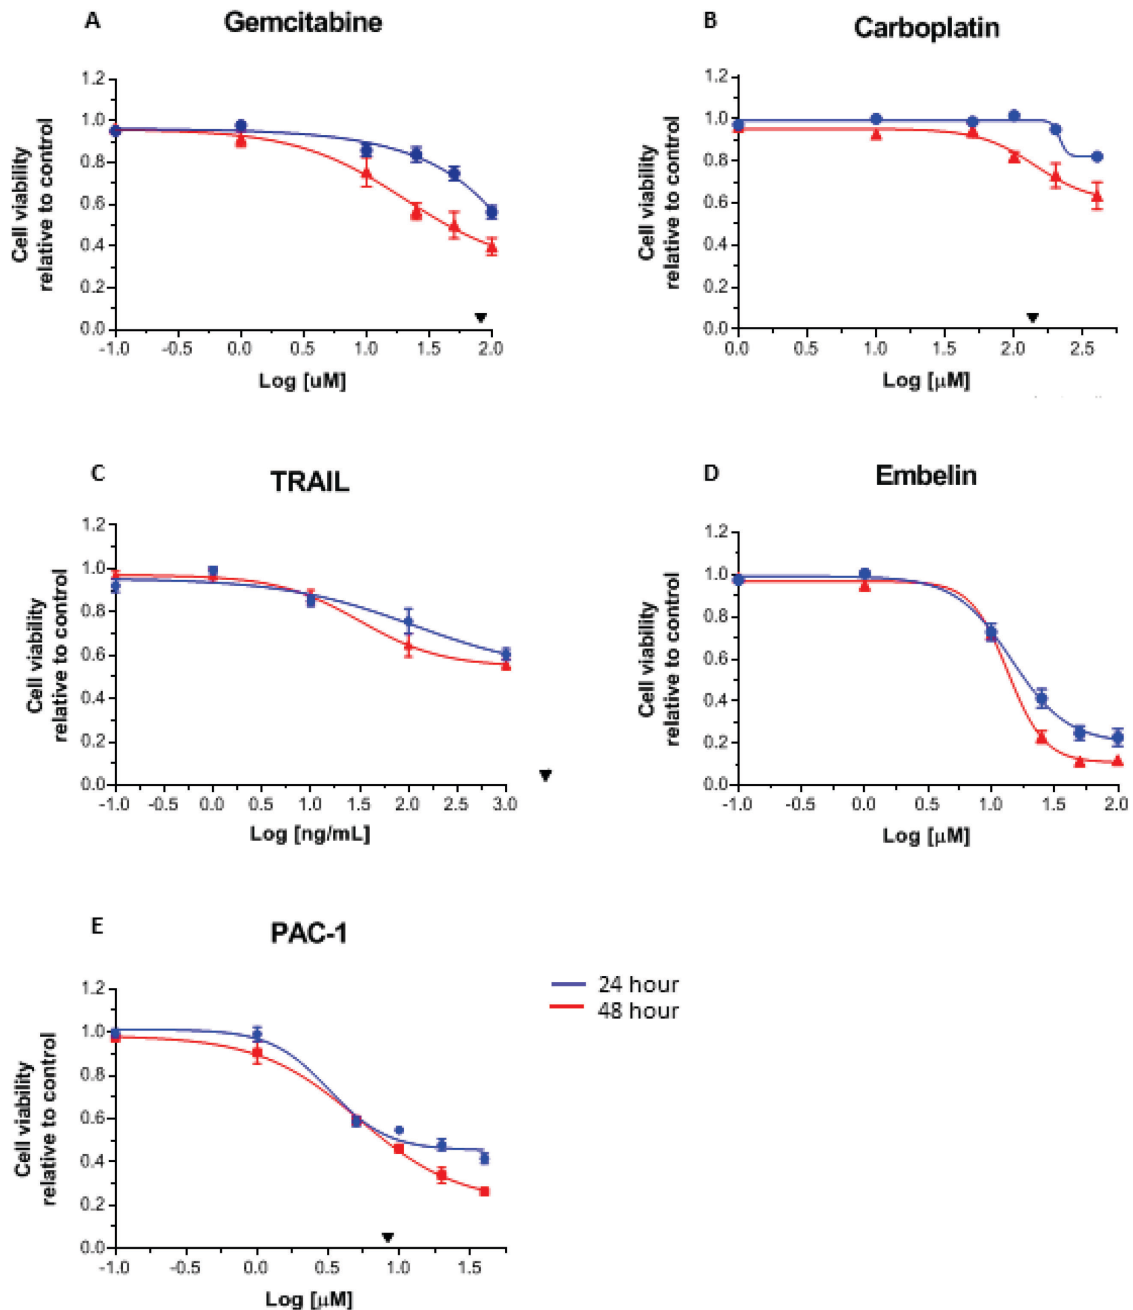 A
Gemcitabine
Cell viability
relative to control
1.2
1.0
0.8
0.6
0.4
0.2
0.0
-1.0 -0.5 0.0 0.5 1.0 1.5 2.0
Log [uM]
B
Carboplatin
Cell viability
relative to control
1.2
1.0
0.8
0.6
0.4
0.2
0.0
0.0 0.5 1.0 1.5 2.0 2.5
Log [μM]
C
TRAIL
Cell viability
relative to control
1.2
1.0
0.8
0.6
0.4
0.2
0.0
-1.0 -0.5 0.0 0.5 1.0 1.5 2.0 2.5 3.0
Log [ng/mL]
D
Embelin
Cell viability
relative to control
1.2
1.0
0.8
0.6
0.4
0.2
0.0
-1.0 -0.5 0.0 0.5 1.0 1.5 2.0
Log [μM]
E
PAC-1
Cell viability
relative to control
1.2
1.0
0.8
0.6
0.4
0.2
0.0
-1.0 -0.5 0.0 0.5 1.0 1.5
Log [μM]
24 hour
48 hour